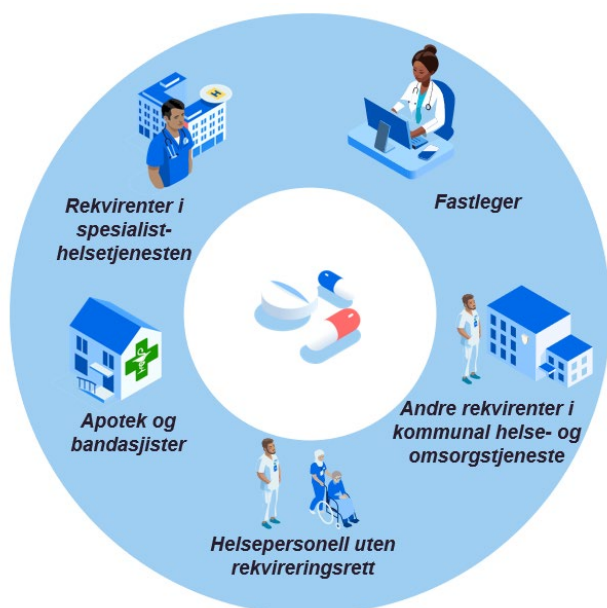 Rekvirenter i
spesialist-
helsetjenesten
Fastleger
Apotek og
bandasjister
Andre rekvirenter i
kommunal helse- og
omsorgstjeneste
Helsepersonell uten
rekvireringsrett
H